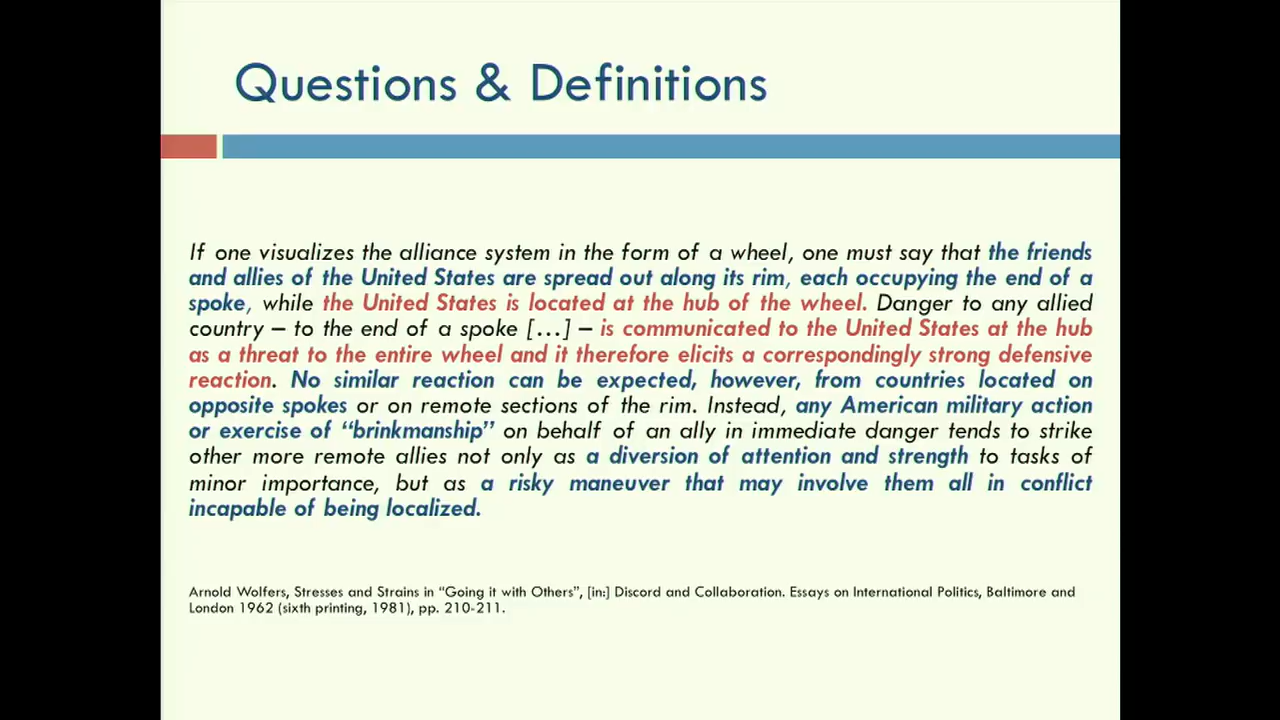 Questions & Definitions
If one visualizes the alliance system in the form of a wheel, one must say that the friends
and allies of the United States are spread out along its rim, each occupying the end of a
spoke, while the United States is located at the hub of the wheel. Danger to any allied
country – to the end of a spoke [...] – is communicated to the United States at the hub
as a threat to the entire wheel and it therefore elicits a correspondingly strong defensive
reaction. No similar reaction can be expected, however, from countries located on
opposite spokes or on remote sections of the rim. Instead, any American military action
or exercise of “brinkmanship” on behalf of an ally in immediate danger tends to strike
other more remote allies not only as a diversion of attention and strength to tasks of
minor importance, but as a risky maneuver that may involve them all in conflict
incapable of being localized.
Arnold Wolfers, Stresses and Strains in “Going it with Others”, [in:] Discord and Collaboration. Essays on International Politics, Baltimore and
London 1962 (sixth printing, 1981), pp. 210-211.